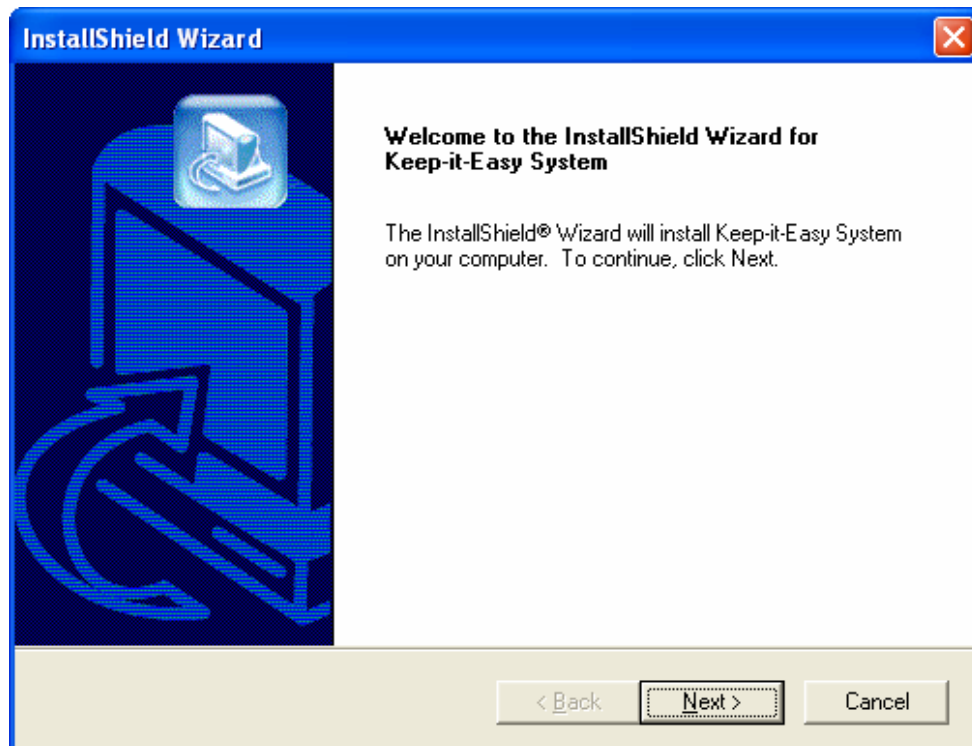 InstallShield Wizard
Welcome to the InstallShield Wizard for
Keep-it-Easy System
The InstallShield® Wizard will install Keep-it-Easy System
on your computer. To continue, click Next.
< Back
Next >
Cancel